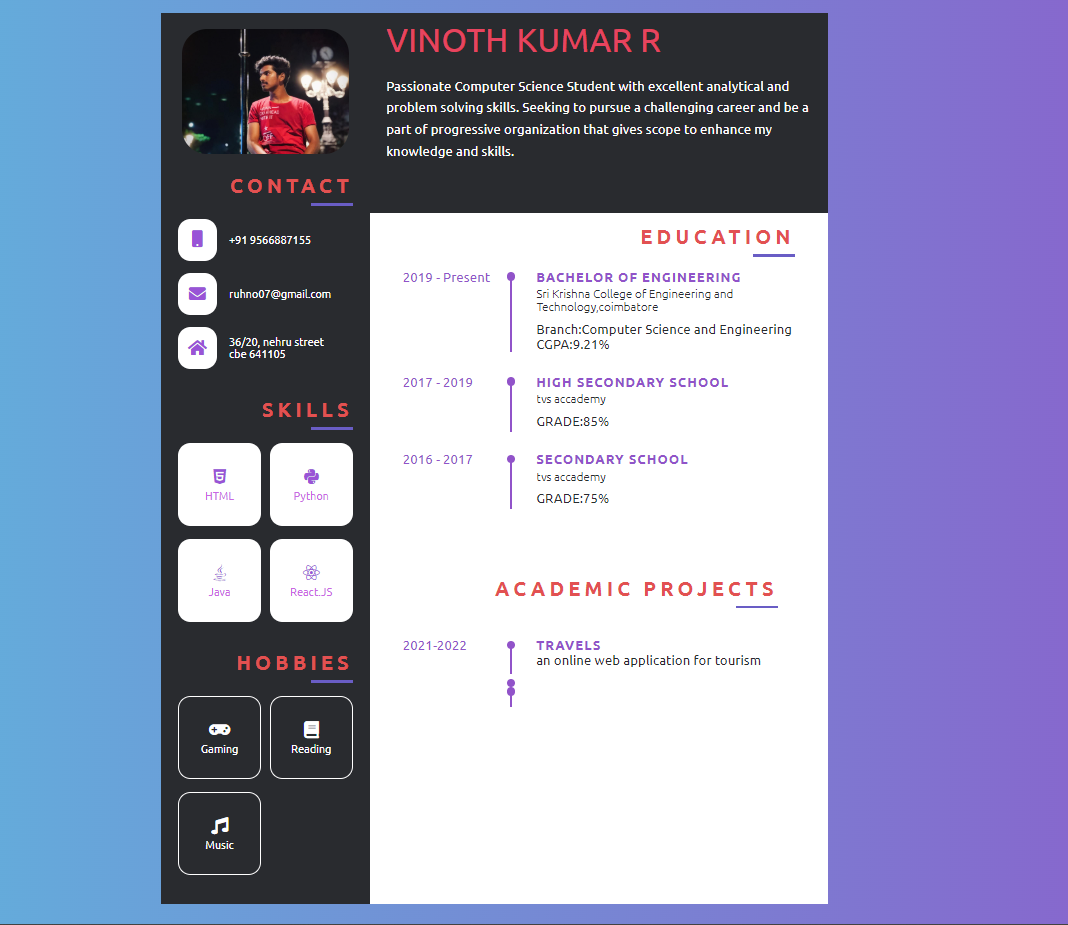 VINOTH KUMAR R
Passionate Computer Science Student with excellent analytical and
problem solving skills. Seeking to pursue a challenging career and be a
part of progressive organization that gives scope to enhance my
knowledge and skills.
CONTACT
+91 9566887155
ruhno07@gmail.com
36/20, nehru street
cbe 641105
SKILLS
HTML
Python
Java
React.JS
HOBBIES
Gaming
Reading
Music
EDUCATION
2019 - Present
BACHELOR OF ENGINEERING
Sri Krishna College of Engineering and
Technology,coimbatore
Branch:Computer Science and Engineering
CGPA:9.21%
2017 - 2019
HIGH SECONDARY SCHOOL
tvs accademy
GRADE:85%
2016 - 2017
SECONDARY SCHOOL
tvs accademy
GRADE:75%
ACADEMIC PROJECTS
2021-2022
TRAVELS
an online web application for tourism